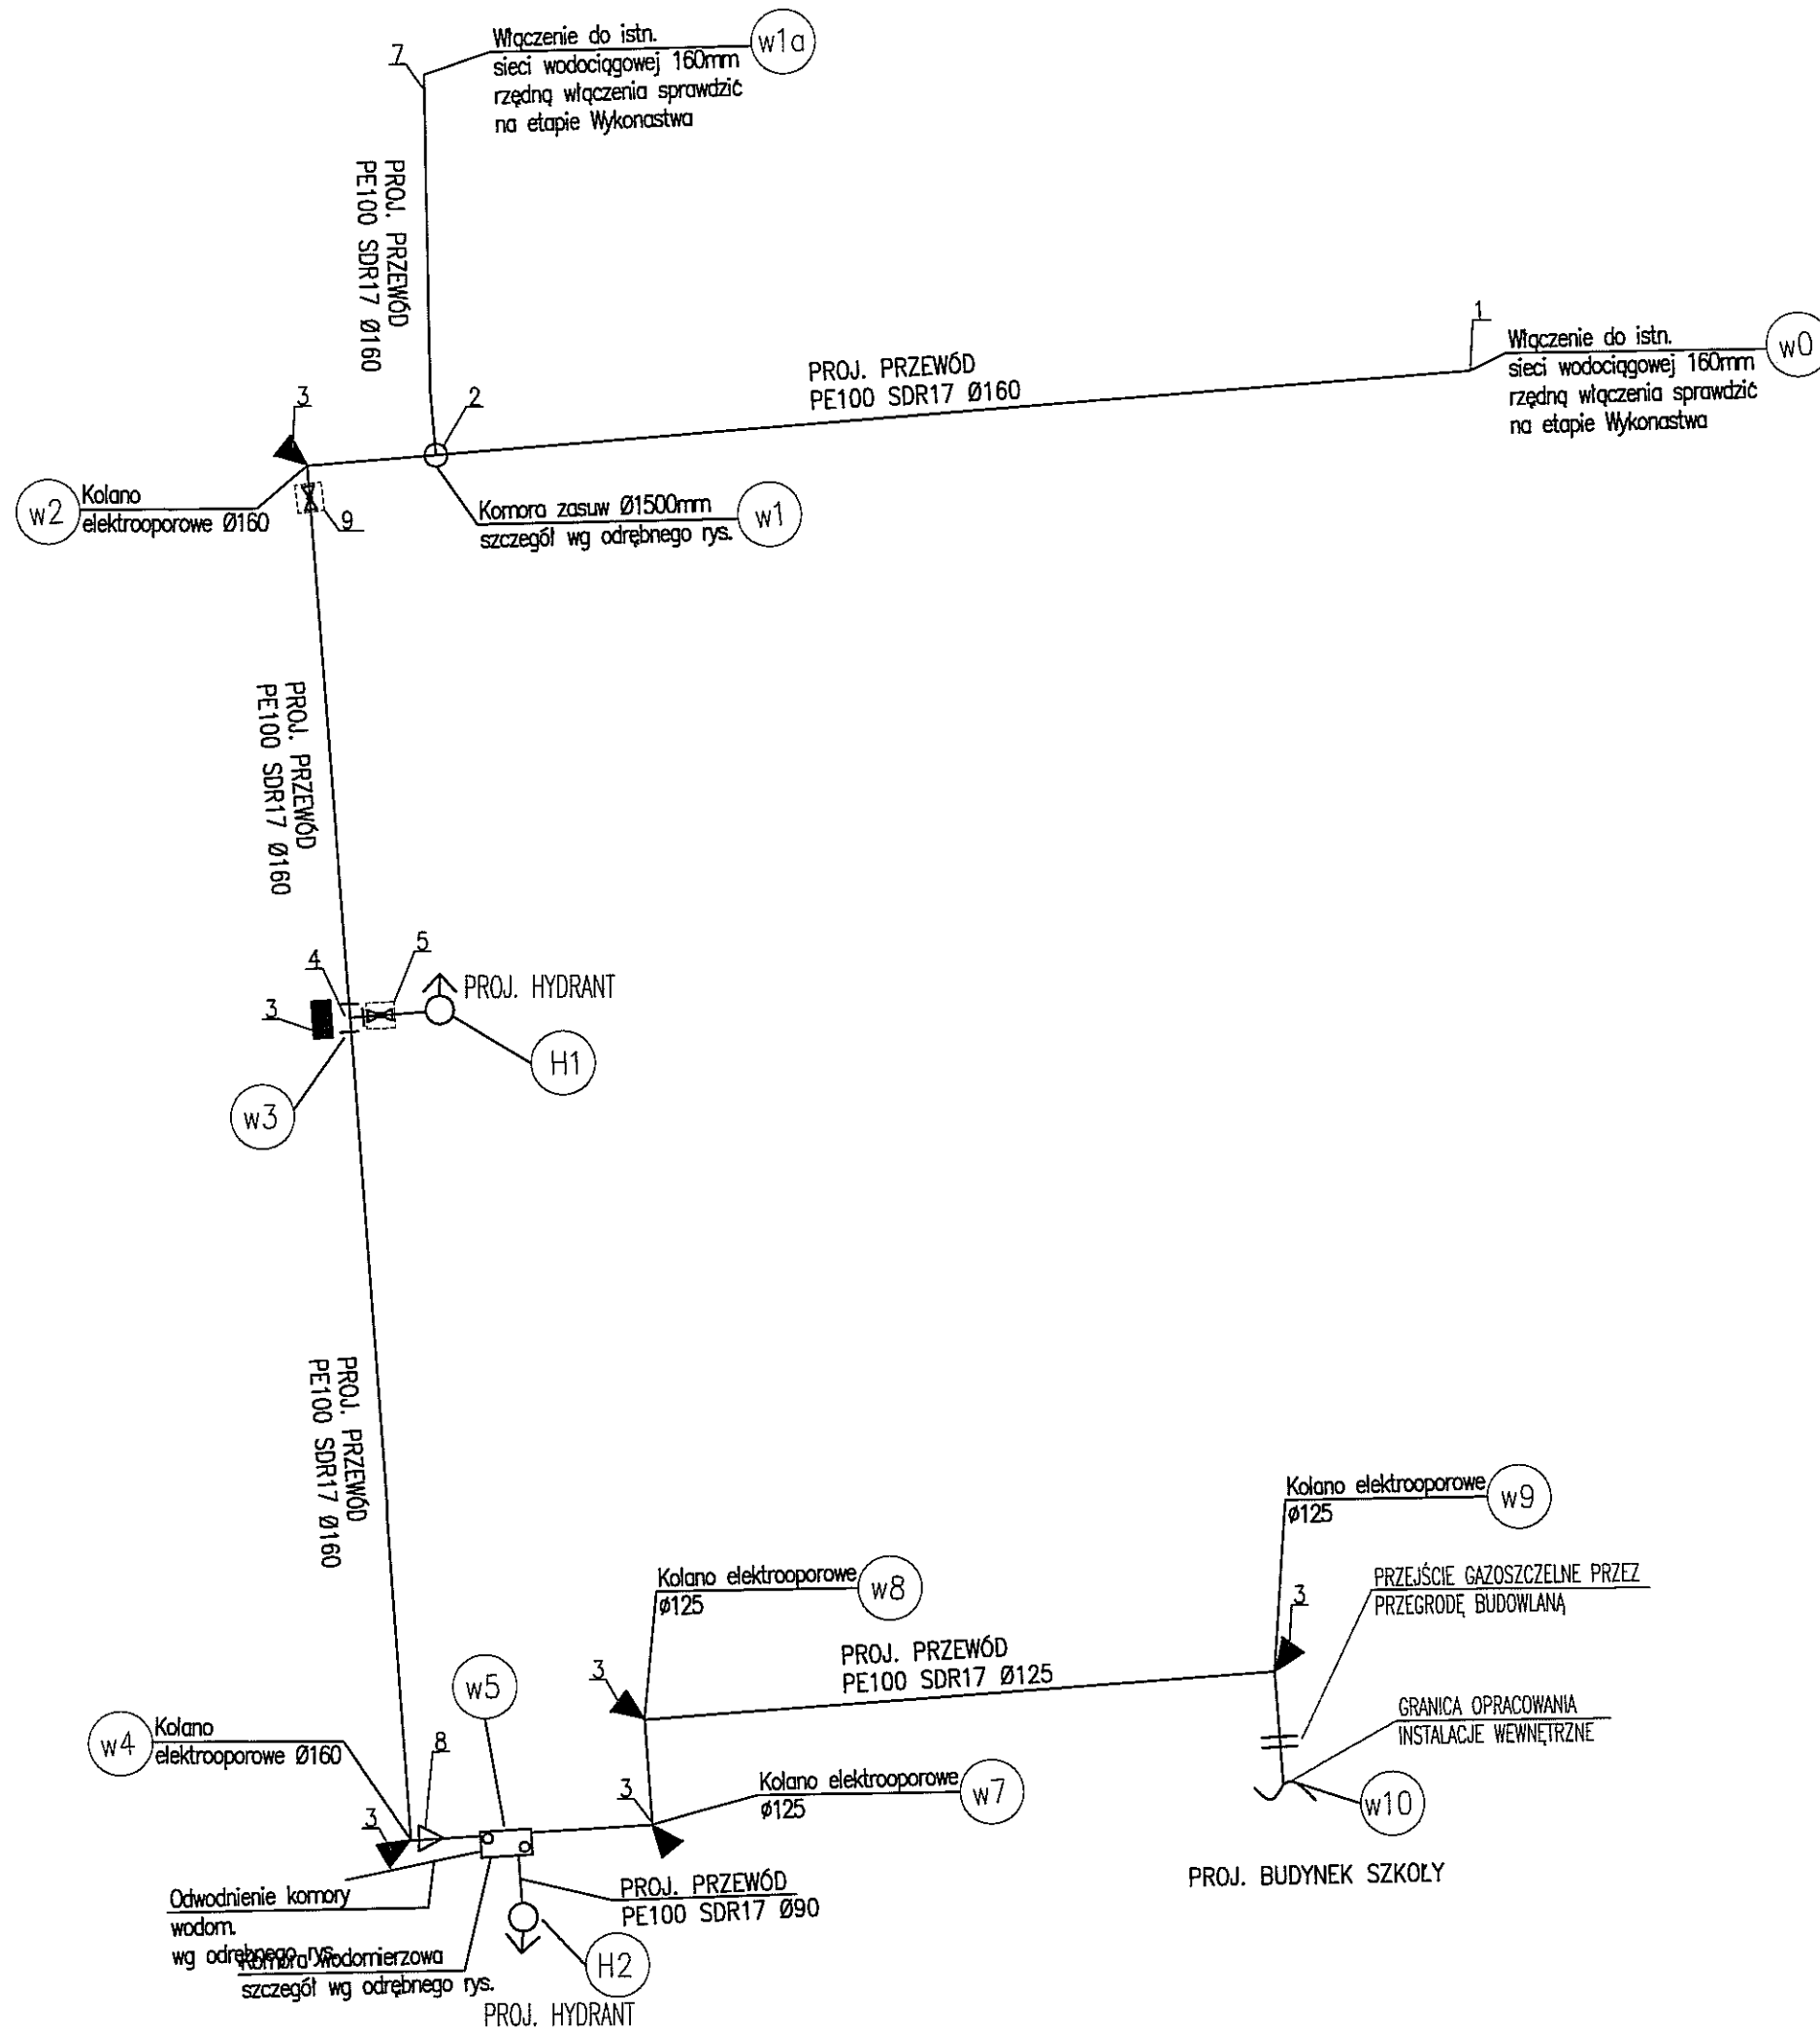 Włączenie do istn.
sieci wodociągowej 160mm
rzędną włączenia sprawdzić
na etapie Wykonastwa
w1a
7
PROJ. PRZEWÓD
PE100 SDR17 Ø160
1
Włączenie do istn.
sieci wodociągowej 160mm
rzędną włączenia sprawdzić
na etapie Wykonastwa
w0
PROJ. PRZEWÓD
PE100 SDR17 Ø160
3
2
w2
Kolano
elektrooporowe Ø160
9
Komora zasuw Ø1500mm
szczegół wg odrębnego rys.
w1
PROJ. PRZEWÓD
PE100 SDR17 Ø160
4
5
3
PROJ. HYDRANT
H1
w3
PROJ. PRZEWÓD
PE100 SDR17 Ø160
Kolano elektrooporowe
ø125
w9
Kolano elektrooporowe
ø125
w8
PRZEJŚCIE GAZOSZCZELNE PRZEZ
PRZEGRODĘ BUDOWLANĄ
3
3
PROJ. PRZEWÓD
PE100 SDR17 Ø125
w5
GRANICA OPRACOWANIA
INSTALACJE WEWNĘTRZNE
w4
Kolano
elektrooporowe Ø160
8
3
3
Kolano elektrooporowe
ø125
w7
w10
PROJ. BUDYNEK SZKOŁY
Odwodnienie komory
wodom.
wg odrębnego rys.
Komora wodomierzowa
szczegół wg odrębnego rys.
PROJ. PRZEWÓD
PE100 SDR17 Ø90
H2
PROJ. HYDRANT